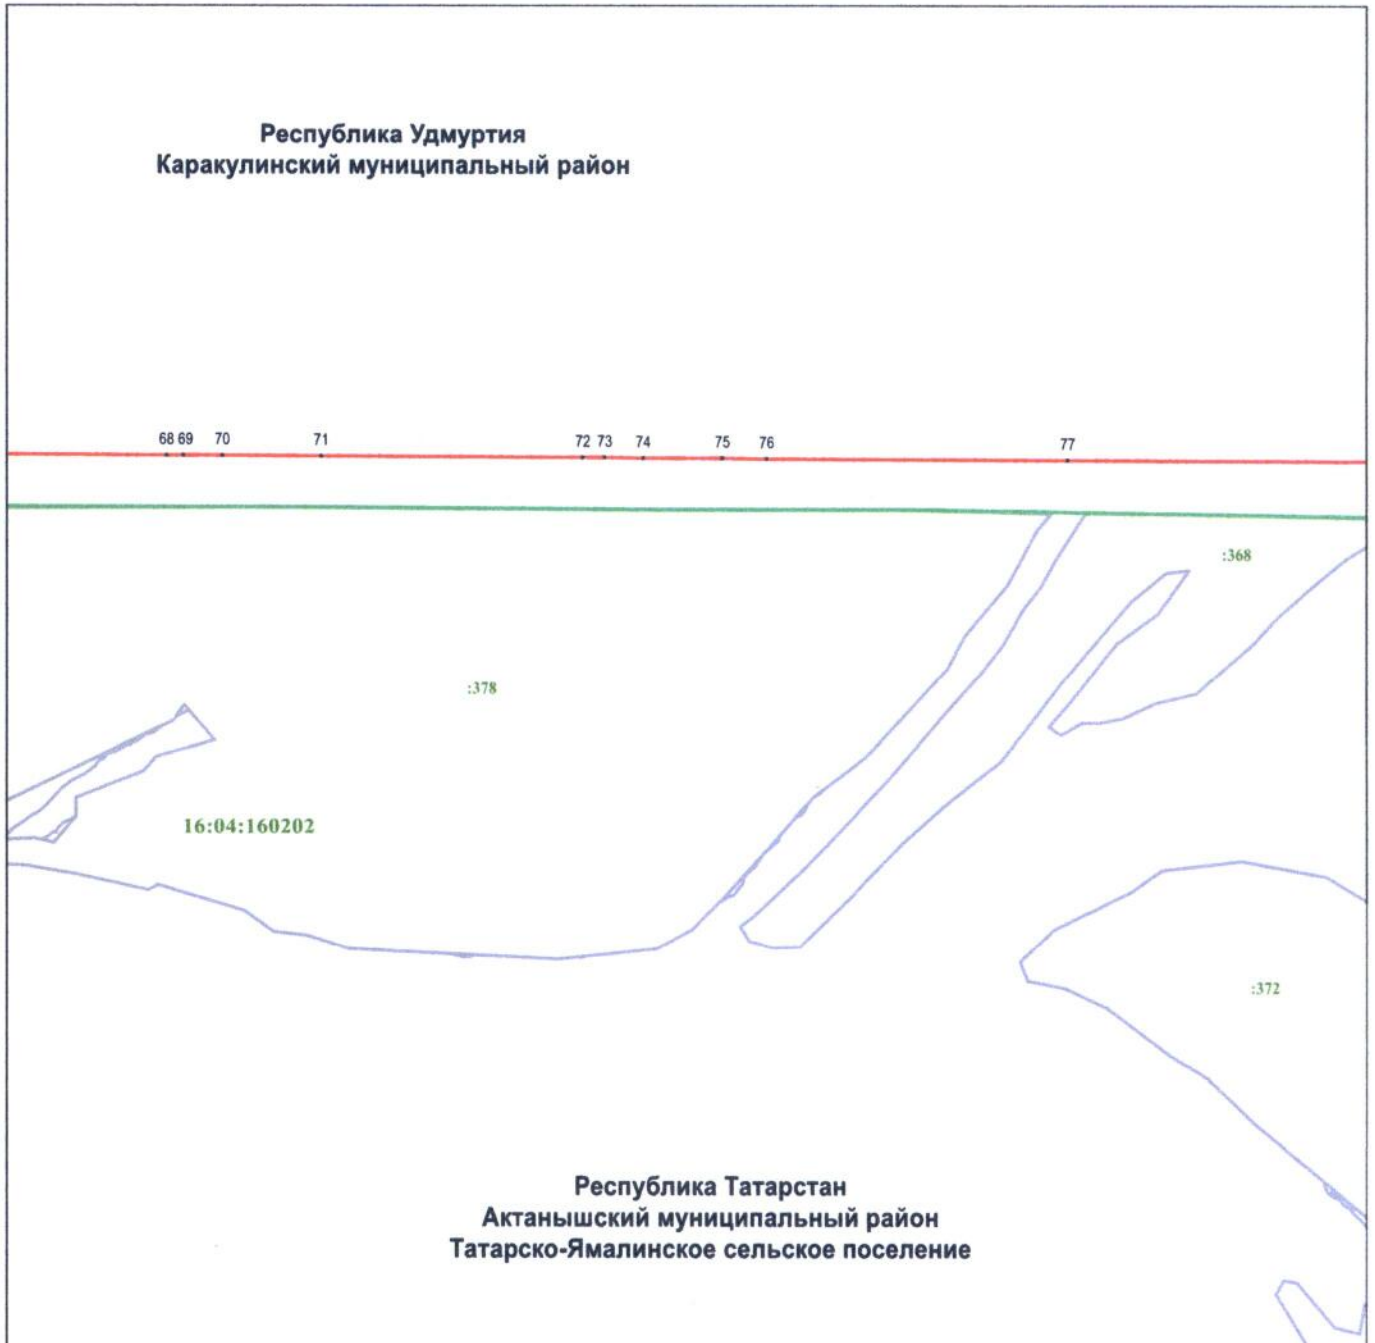 Республика Удмуртия
Каракулинский муниципальный район
68 69 70 71 72 73 74 75 76 77
:368
:378
16:04:160202
:372
Республика Татарстан
Актанышский муниципальный район
Татарско-Ямалинское сельское поселение